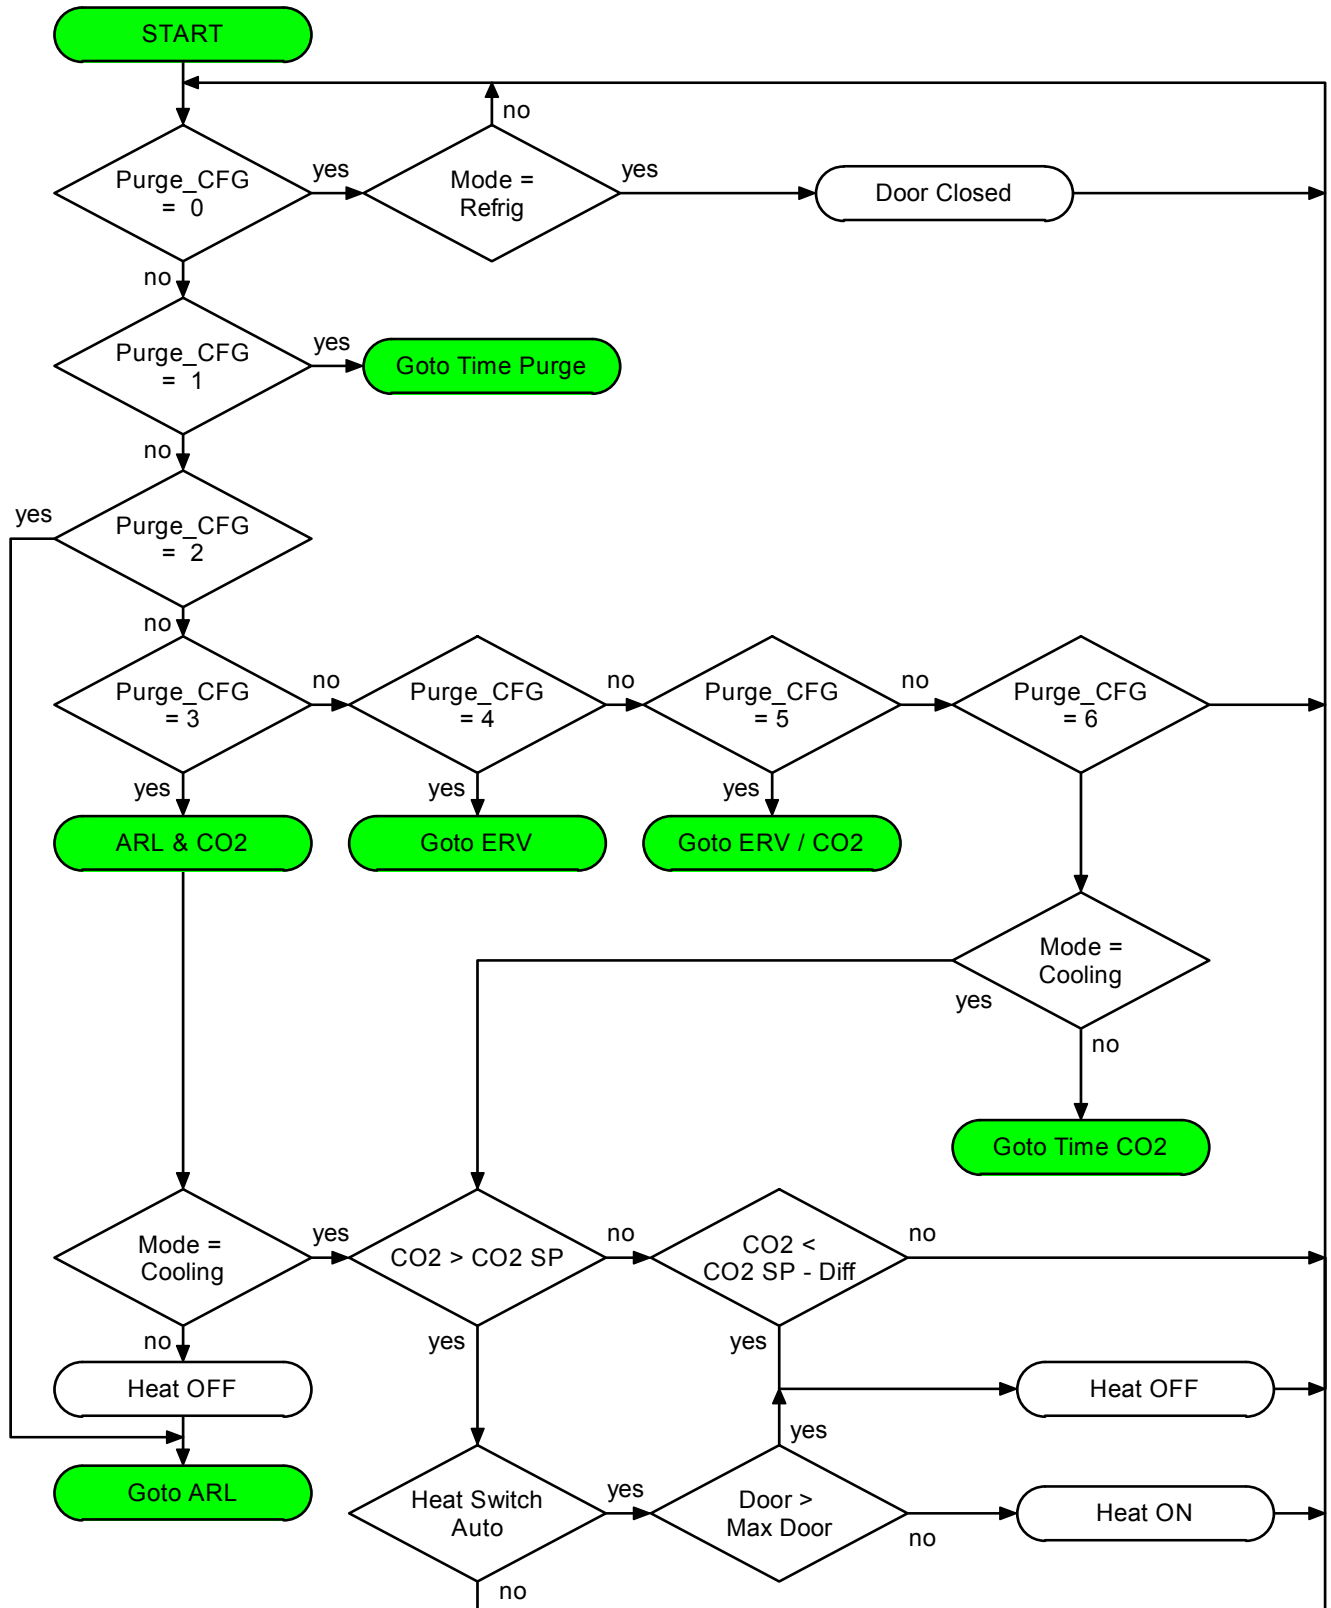 START
no
Purge_CFG
= 0
yes
Mode =
Refrig
yes
Door Closed
no
Purge_CFG
= 1
yes
Goto Time Purge
no
yes
Purge_CFG
= 2
no
Purge_CFG
= 3
no
Purge_CFG
= 4
no
Purge_CFG
= 5
no
Purge_CFG
= 6
yes
yes
yes
ARL & CO2
Goto ERV
Goto ERV / CO2
Mode =
Cooling
yes
no
Goto Time CO2
Mode =
Cooling
yes
CO2 > CO2 SP
no
CO2 <
CO2 SP - Diff
no
no
yes
yes
Heat OFF
Heat OFF
yes
Goto ARL
Heat Switch
Auto
yes
Door >
Max Door
no
Heat ON
no